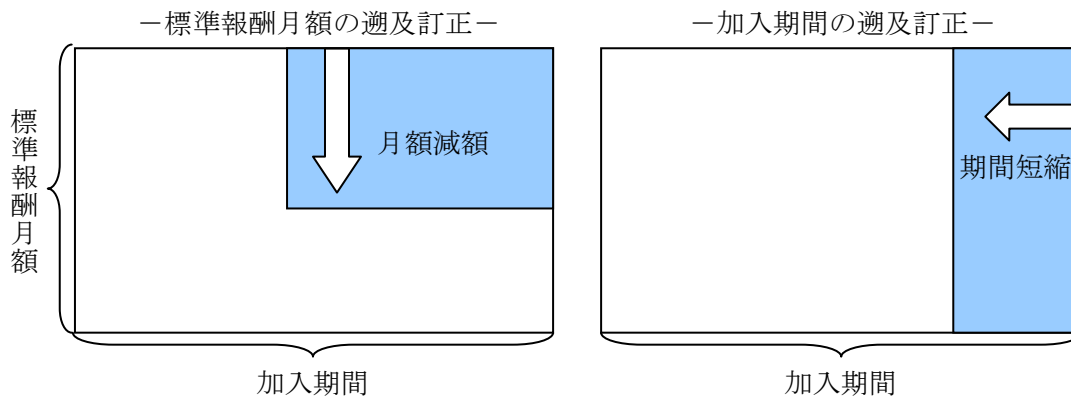 －標準報酬月額の遡及訂正－
標準報酬月額
月額減額
加入期間
－加入期間の遡及訂正－
期間短縮
加入期間